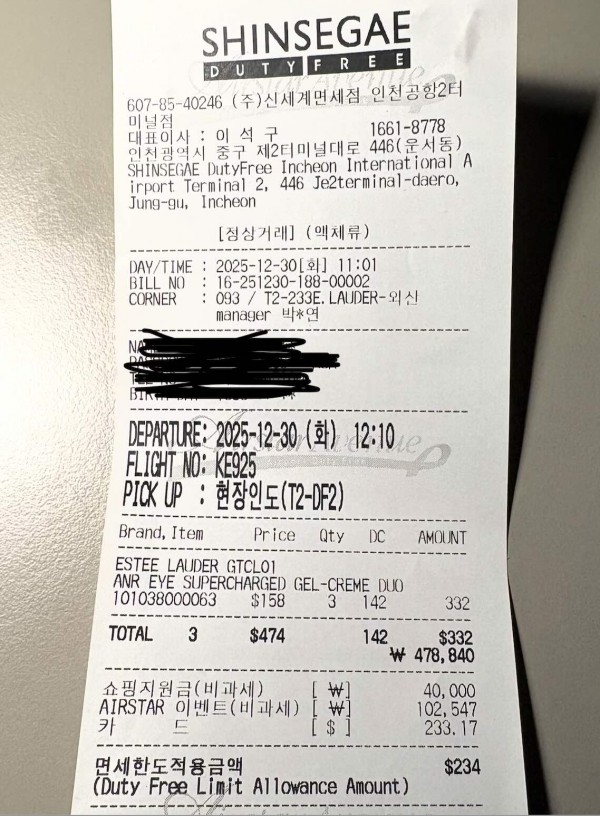 SHINSEGAE
DUTY FREE
607-85-40246 (주)신세계면세점 인천공항2터
미널점
대표이사 : 이 석 구 1661-8778
인천광역시 중구 제2터미널대로 446(운서동)
SHINSEGAE DutyFree Incheon International A
irport Terminal 2, 446 Je2terminal-daero,
Jung-gu, Incheon
[정상거래] (액체류)
DAY/TIME : 2025-12-30[화] 11:01
BILL NO : 16-251230-188-00002
CORNER : 093 / T2-233E.LAUDER-외산
manager 박*연
DEPARTURE: 2025-12-30 (화) 12:10
FLIGHT NO: KE925
PICK UP : 현장인도(T2-DF2)
Brand, Item Price Qty DC AMOUNT
ESTEE LAUDER GTCL01
ANR EYE SUPERCHARGED GEL-CREME DUO
101038000063 $158 3 142 332
TOTAL 3 $474 142 $332
₩ 478,840
쇼핑지원금(비과세) [ ₩] 40,000
AIRSTAR 이벤트(비과세) [ ₩] 102,547
카 드 [ $ ] 233.17
면세한도적용금액 $234
(Duty Free Limit Allowance Amount)